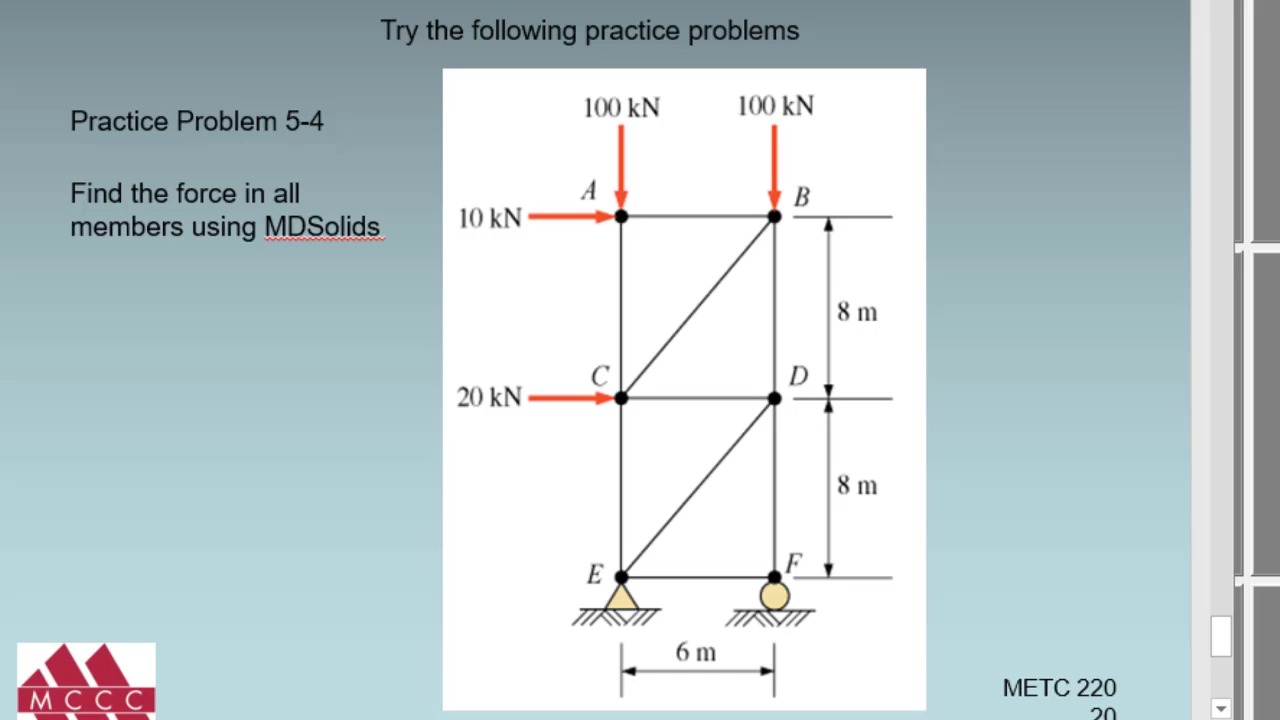 Try the following practice problems
Practice Problem 5-4
Find the force in all
members using MDSolids
100 kN
100 kN
A
B
10 kN
8 m
C
D
20 kN
8 m
E
F
6 m
METC 220
20
MCCC